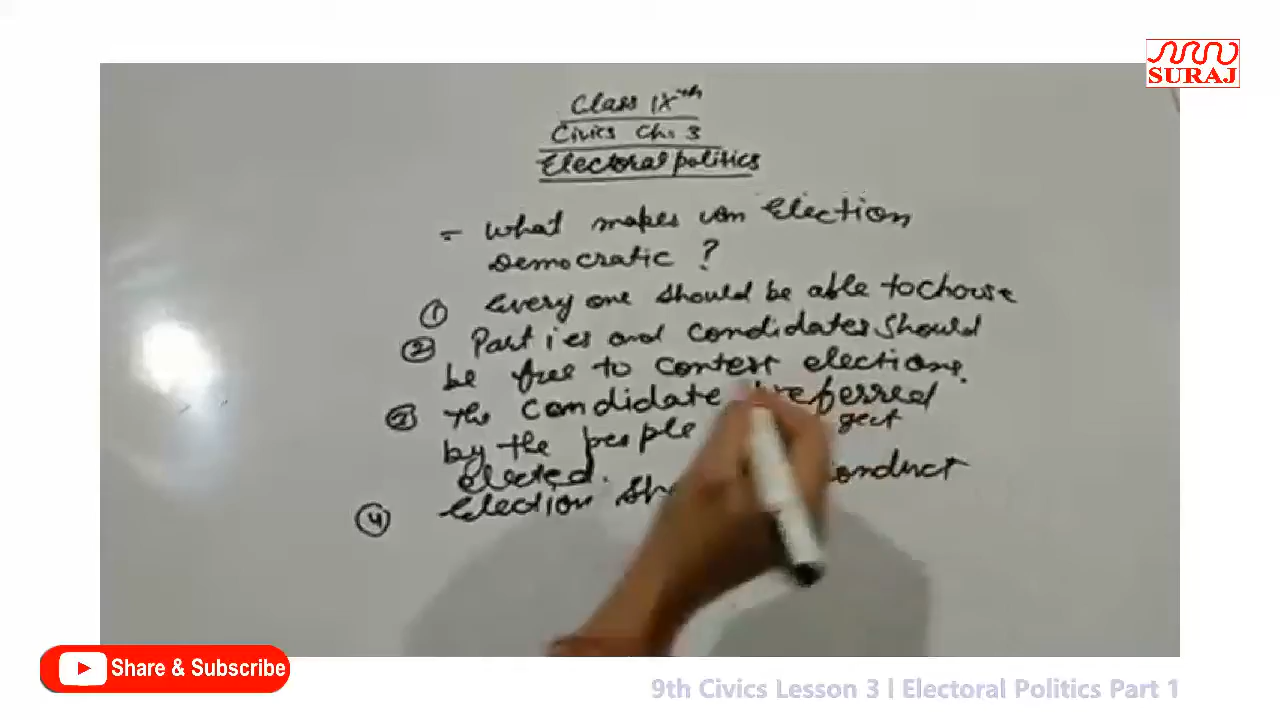 SURAJ
Class IXth
Civics Ch. 3
Electoral politics
- What makes an Election
Democratic ?
① Every one should be able to choose
② Parties and candidates should
be free to contest elections.
③ The candidate preferred
by the people get
elected.
④ Election conduct
Share & Subscribe
9th Civics Lesson 3 l Electoral Politics Part 1